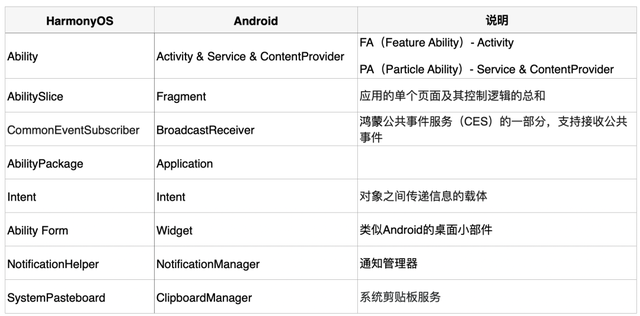 HarmonyOS Android 说明
Ability Activity & Service & ContentProvider FA（Feature Ability）- Activity
PA（Particle Ability）- Service & ContentProvider
AbilitySlice Fragment 应用的单个页面及其控制逻辑的总和
CommonEventSubscriber BroadcastReceiver 鸿蒙公共事件服务（CES）的一部分，支持接收公共
事件
AbilityPackage Application
Intent Intent 对象之间传递信息的载体
Ability Form Widget 类似Android的桌面小部件
NotificationHelper NotificationManager 通知管理器
SystemPasteboard ClipboardManager 系统剪贴板服务